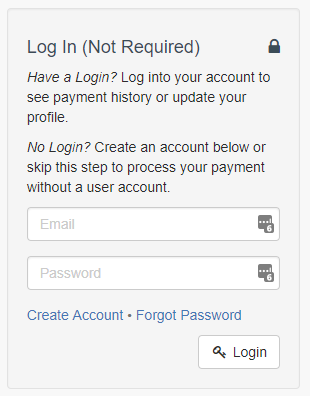 Log In (Not Required)
Have a Login? Log into your account to
see payment history or update your
profile.
No Login? Create an account below or
skip this step to process your payment
without a user account.
Email
6
Password
6
Create Account • Forgot Password
Login